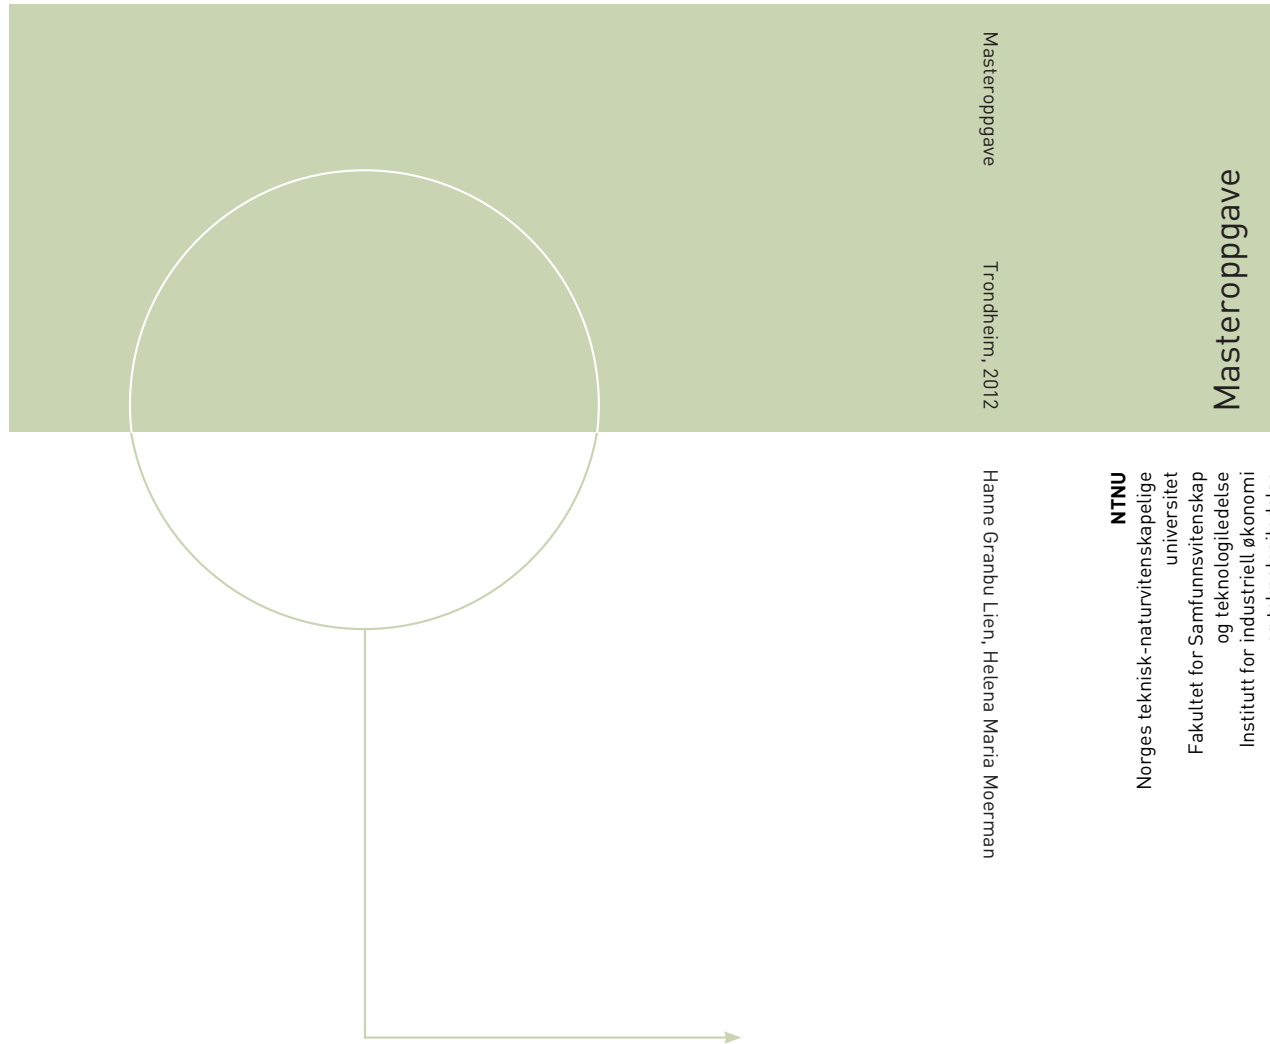 Masteroppgave
Trondheim, 2012
Hanne Granbu Lien, Helena Maria Moerman
NTNU
Norges teknisk-naturvitenskapelige
universitet
Fakultet for Samfunnsvitenskap
og teknologiledelse
Institutt for industriell økonomi
Masteroppgave